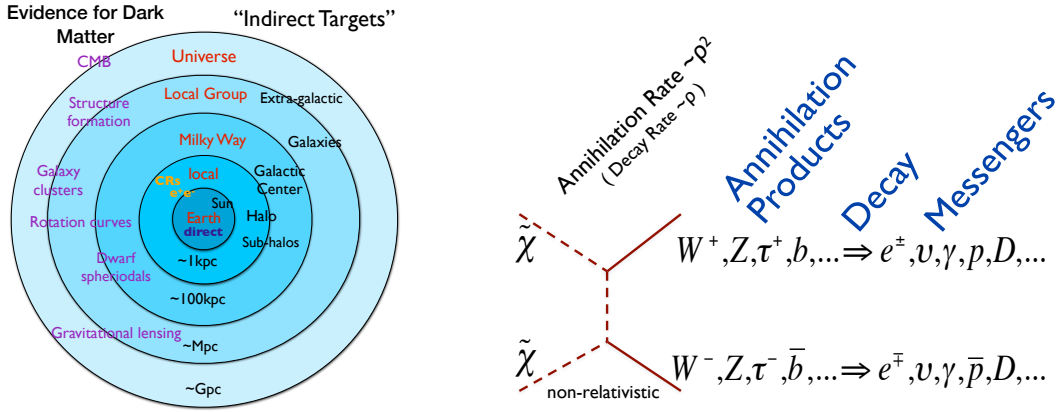 Evidence for Dark
Matter
“Indirect Targets”
CMB
Universe
Structure
formation
Local Group
Extra-galactic
Milky Way
Galaxies
Galaxy
clusters
local
Galactic
Center
CRs
e⁺e⁻
Sun
Rotation curves
Earth
Halo
direct
Sub-halos
Dwarf
spheriodals
~1kpc
~100kpc
Gravitational lensing
~Mpc
~Gpc
Annihilation Rate ~ρ²
( Decay Rate ~ρ )
Annihilation
Products
Decay
Messengers
χ̃
W⁺,Z,τ⁺,b,...⇒e^±,υ,γ,p,D,...
χ̃
W⁻,Z,τ⁻,b̄,...⇒e^∓,υ,γ,p̄,D,...
non-relativistic